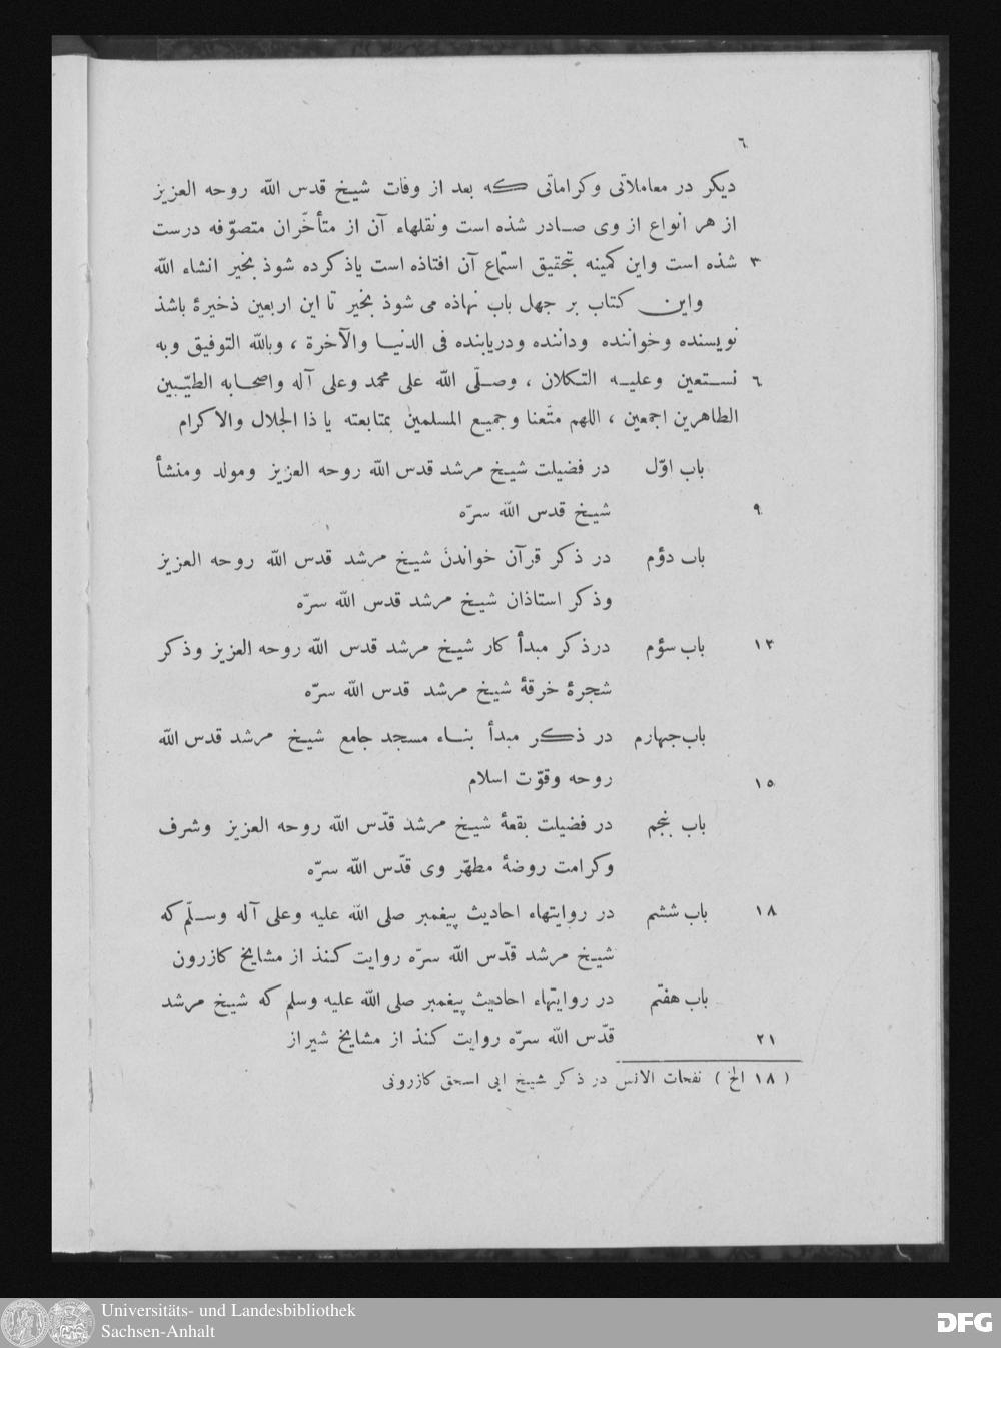 ٦
دیکر در معاملاتی وکراماتی که بعد از وفات شیخ قدس الله روحه العزیز
از هر انواع از وی صادر شذه است ونقلهاء آن از متأخّران متصوّفه درست
٣ شذه است واین کمینه بتحقیق استماع آن افتاذه است یاذ کرده شوذ بخیر انشاء الله
واین کتاب بر جهل باب نهاذه می شوذ بخیر تا این اربعین ذخیرۀ باشذ
نویسنده وخواننده وداننده ودریابنده فی الدنیا والآخرة ، وبالله التوفیق وبه
٦ نستعین وعلیه التکلان ، وصلّی الله علی محمد وعلی آله واصحابه الطیّبین
الطاهرین اجمعین ، اللهم متّعنا وجمیع المسلمین بمتابعته یا ذا الجلال والاکرام
باب اوّل در فضیلت شیخ مرشد قدس الله روحه العزیز ومولد ومنشأ
٩ شیخ قدس الله سرّه
باب دؤم در ذکر قرآن خواندن شیخ مرشد قدس الله روحه العزیز
وذکر استاذان شیخ مرشد قدس الله سرّه
١٢ باب سؤم درذکر مبدأ کار شیخ مرشد قدس الله روحه العزیز وذکر
شجرۀ خرقۀ شیخ مرشد قدس الله سرّه
باب جهارم در ذکر مبدأ بناء مسجد جامع شیخ مرشد قدس الله
١٥ روحه وقوّت اسلام
باب پنجم در فضیلت بقعۀ شیخ مرشد قدّس الله روحه العزیز وشرف
وکرامت روضۀ مطهّر وی قدّس الله سرّه
١٨ باب ششم در روایتهاء احادیث پیغمبر صلی الله علیه وعلی آله وسلّم که
شیخ مرشد قدّس الله سرّه روایت کنذ از مشایخ کازرون
باب هفتم در روایتهاء احادیث پیغمبر صلی الله علیه وسلم که شیخ مرشد
٢١ قدّس الله سرّه روایت کنذ از مشایخ شیراز
( ١٨ الخ ) نفحات الانس در ذکر شیخ ابی اسحق کازرونی
Universitäts- und Landesbibliothek
Sachsen-Anhalt
DFG